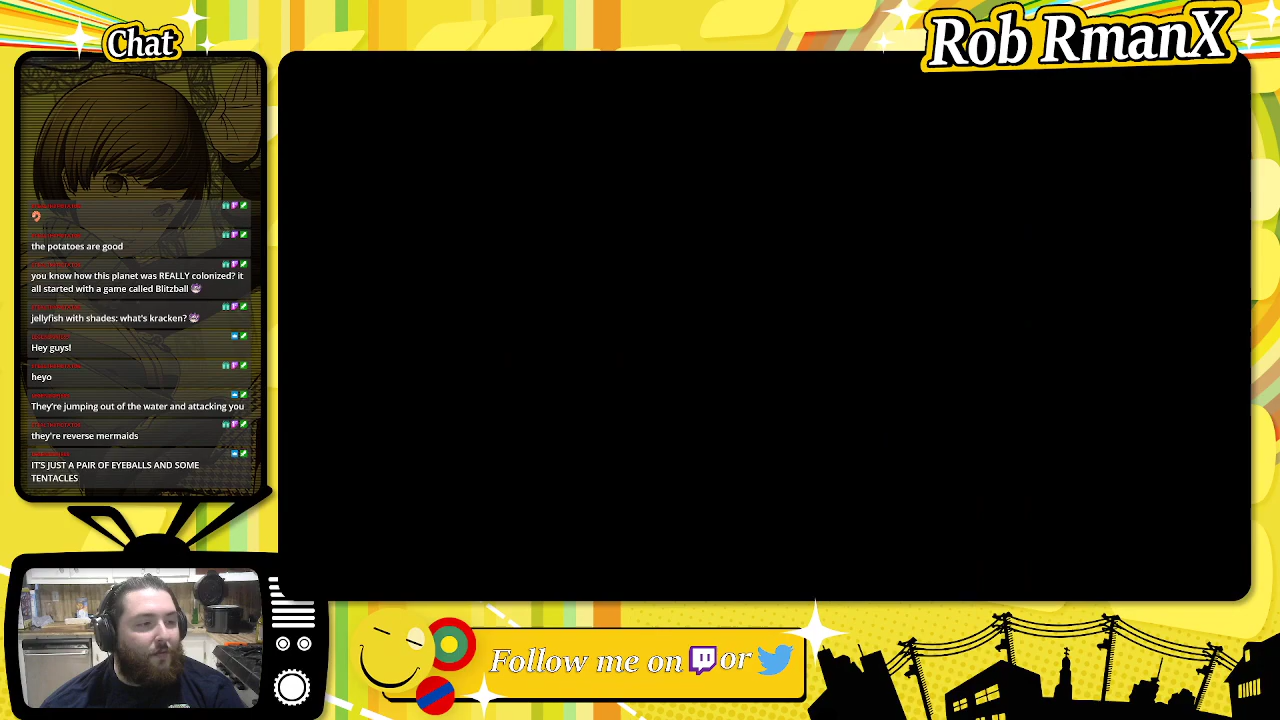 Chat
Rob RmanX
the potatoes are good
you know how this planet was REALLY colonized? it
all started with a game called Blitzball
jellyfish with shades: what's kracken?
Hey guys!
heyo
They're jumping out of the water and attacking you
they're reverse mermaids
IT'S JUST A PAIR OF EYEBALLS AND SOME
TENTACLES
Follow me on or